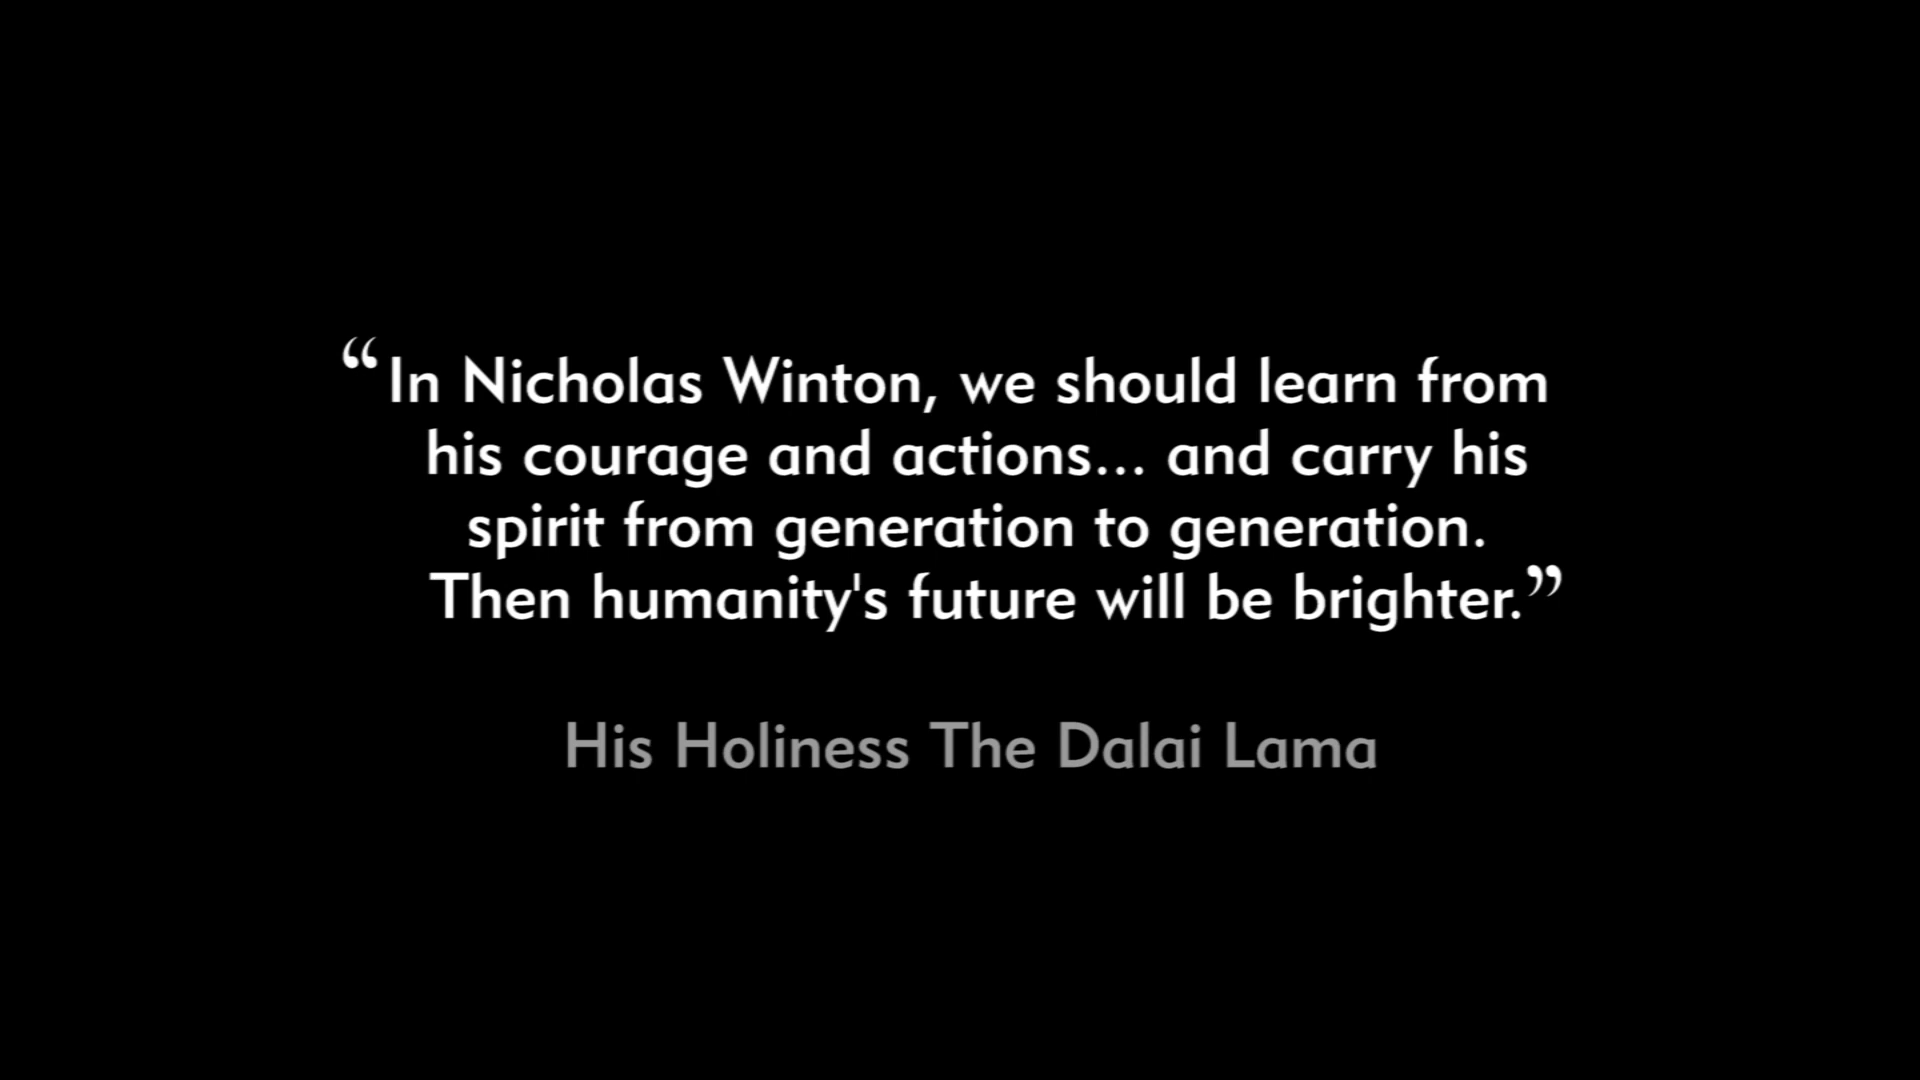 “In Nicholas Winton, we should learn from
his courage and actions... and carry his
spirit from generation to generation.
Then humanity's future will be brighter.”
His Holiness The Dalai Lama